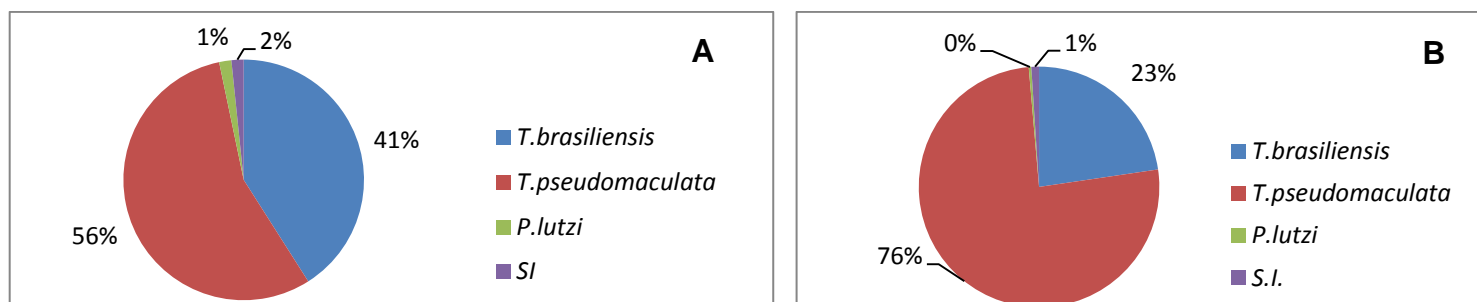 1% 2% A
41%
56%
T.brasiliensis
T.pseudomaculata
P.lutzi
SI
0% 1% B
23%
76%
T.brasiliensis
T.pseudomaculata
P.lutzi
S.I.